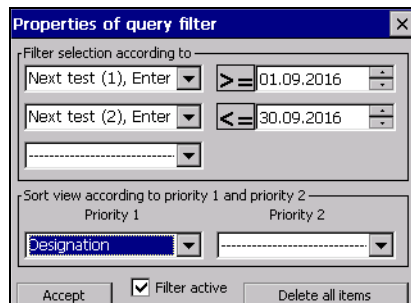 Properties of query filter
Filter selection according to
Next test (1), Enter >= 01.09.2016
Next test (2), Enter <= 30.09.2016
--------------------
Sort view according to priority 1 and priority 2
Priority 1 Priority 2
Designation --------------------
Accept Filter active Delete all items